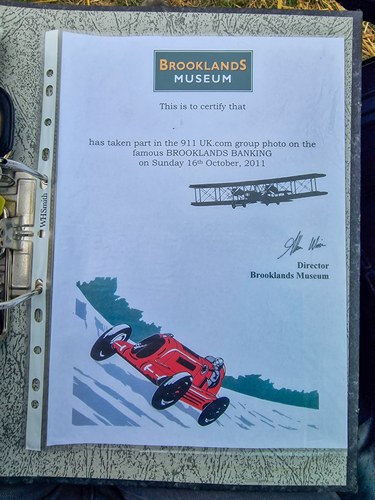 BROOKLANDS
MUSEUM
This is to certify that
has taken part in the 911 UK.com group photo on the
famous BROOKLANDS BANKING
on Sunday 16th October, 2011
Director
Brooklands Museum
WHSmith